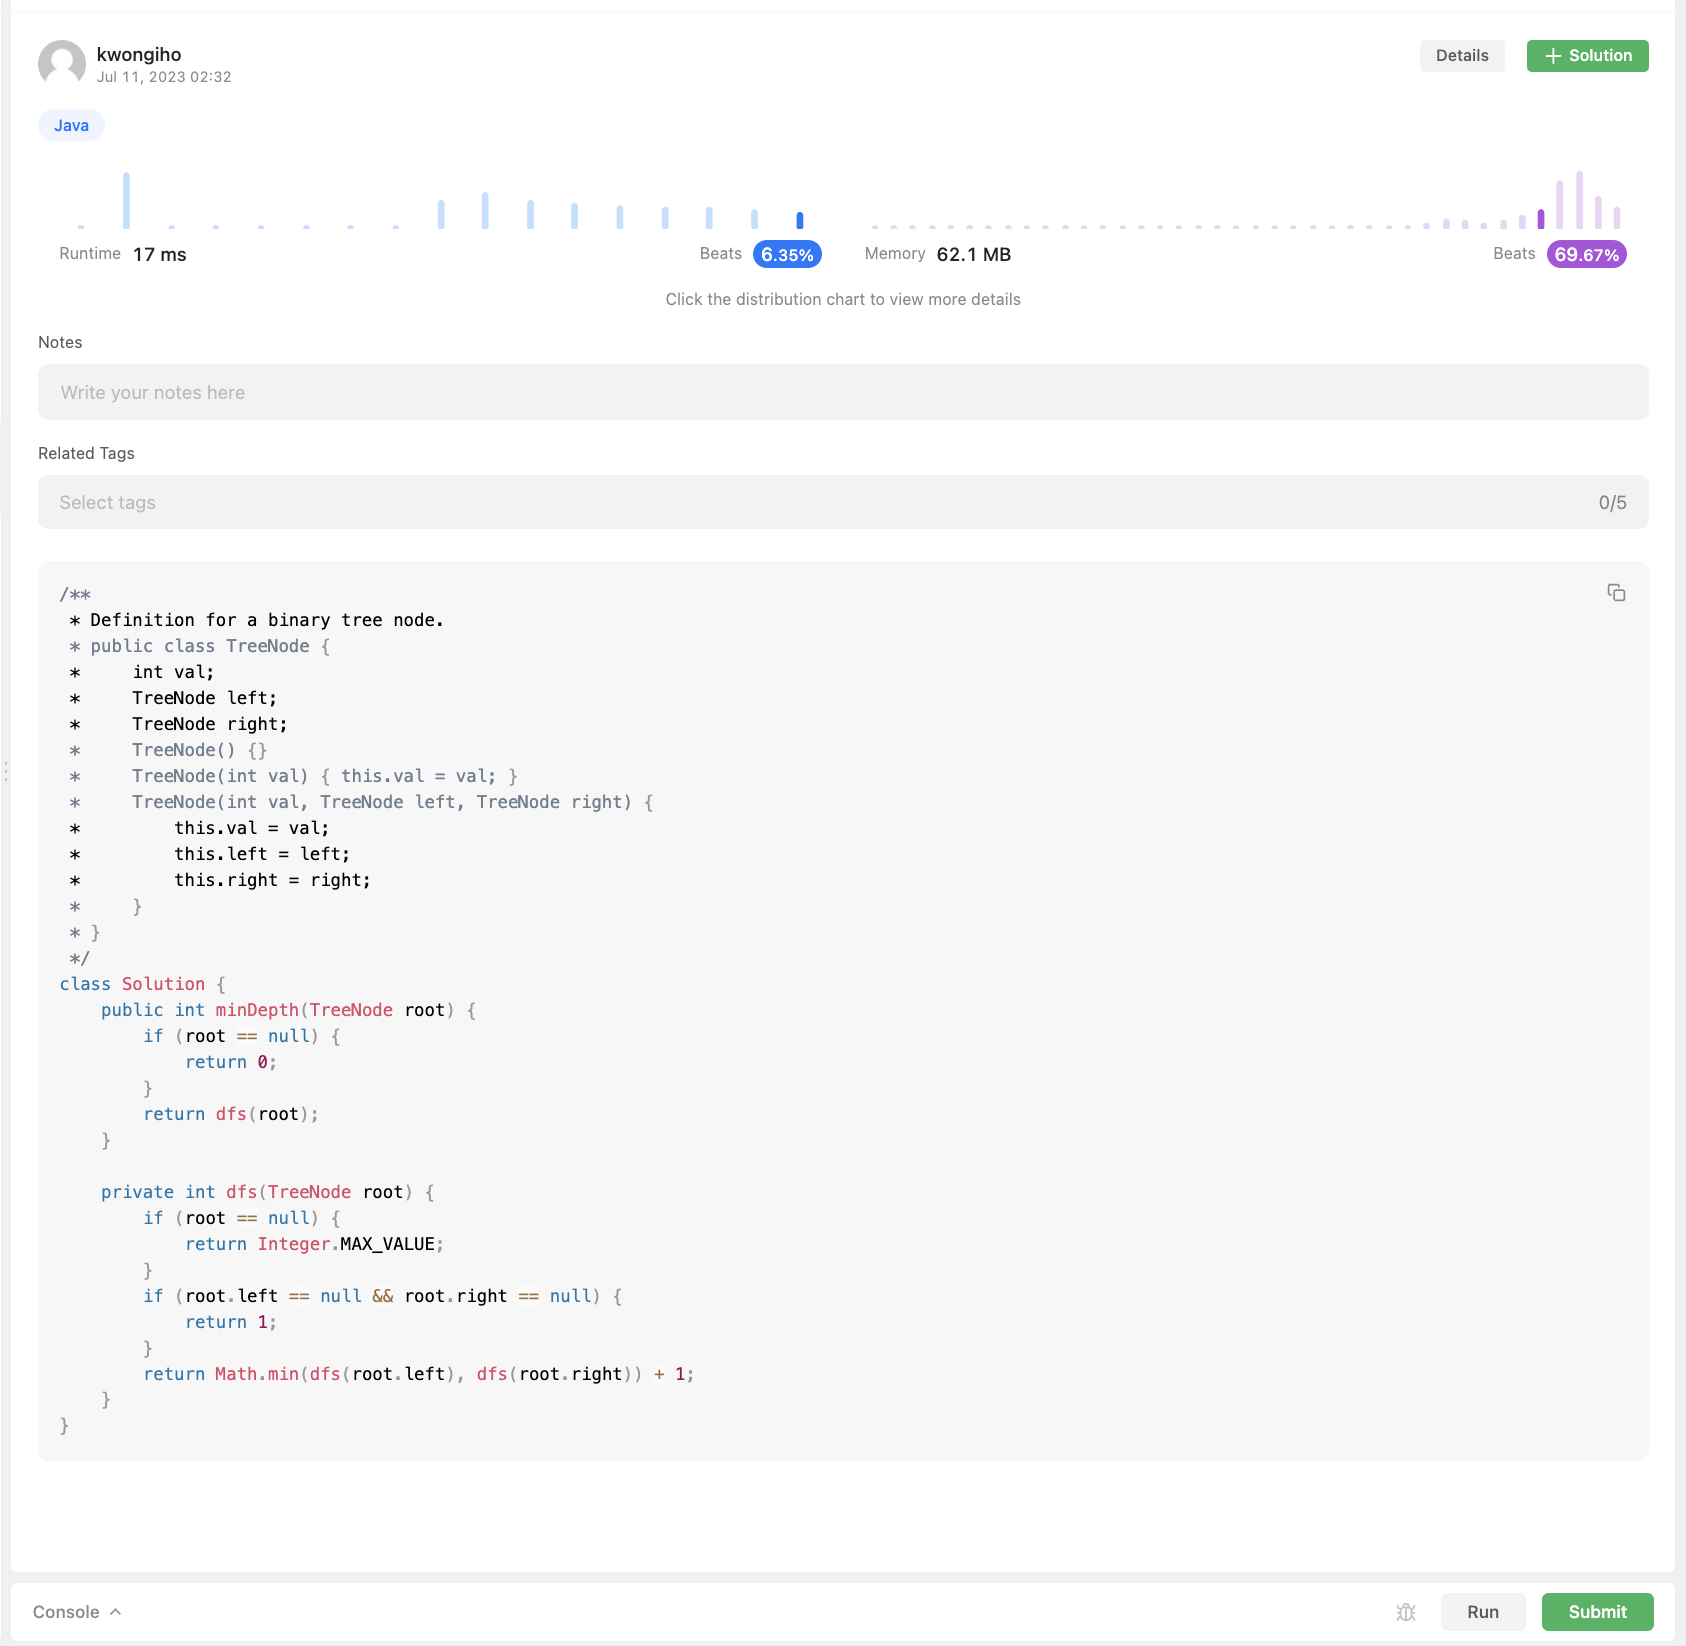 kwongiho
Jul 11, 2023 02:32
Details
+ Solution
Java
Runtime 17 ms
Beats 6.35%
Memory 62.1 MB
Beats 69.67%
Click the distribution chart to view more details
Notes
Write your notes here
Related Tags
Select tags
0/5
/**
 * Definition for a binary tree node.
 * public class TreeNode {
 *     int val;
 *     TreeNode left;
 *     TreeNode right;
 *     TreeNode() {}
 *     TreeNode(int val) { this.val = val; }
 *     TreeNode(int val, TreeNode left, TreeNode right) {
 *         this.val = val;
 *         this.left = left;
 *         this.right = right;
 *     }
 * }
 */
class Solution {
    public int minDepth(TreeNode root) {
        if (root == null) {
            return 0;
        }
        return dfs(root);
    }

    private int dfs(TreeNode root) {
        if (root == null) {
            return Integer.MAX_VALUE;
        }
        if (root.left == null && root.right == null) {
            return 1;
        }
        return Math.min(dfs(root.left), dfs(root.right)) + 1;
    }
}
Console
Run
Submit